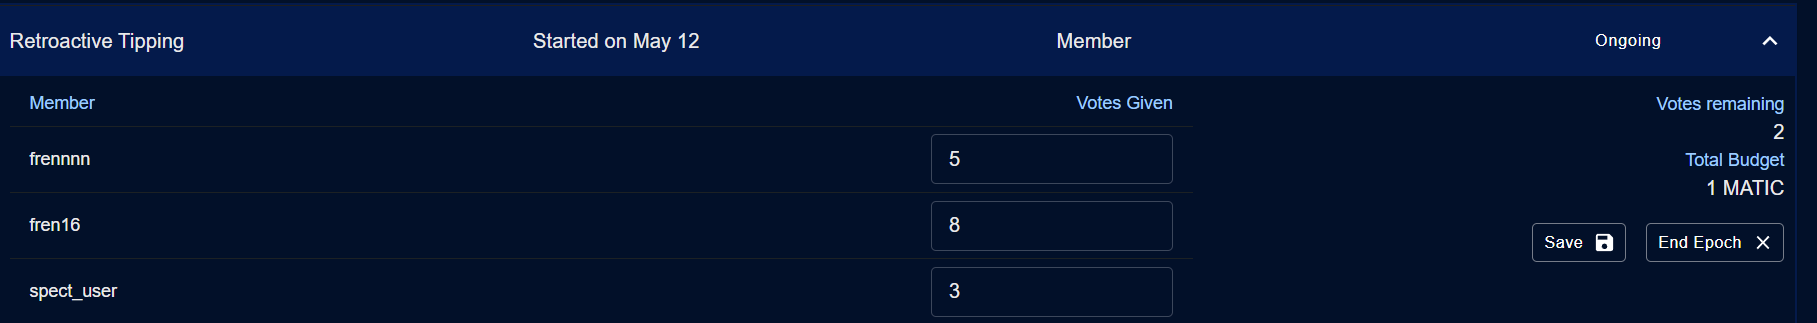 Retroactive Tipping Started on May 12 Member Ongoing
Member Votes Given Votes remaining
2
frennnn 5 Total Budget
1 MATIC
fren16 8
Save End Epoch
spect_user 3